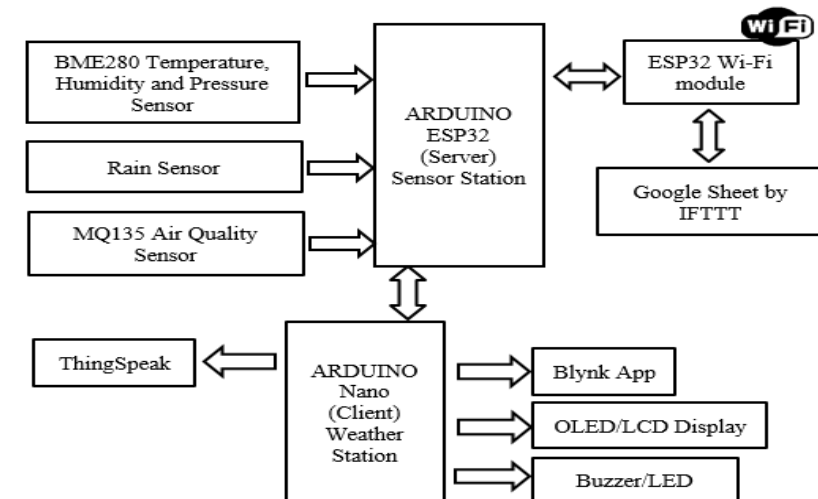 WiFi
BME280 Temperature,
Humidity and Pressure
Sensor
ARDUINO
ESP32
(Server)
Sensor Station
ESP32 Wi-Fi
module
Rain Sensor
Google Sheet by
IFTTT
MQ135 Air Quality
Sensor
ThingSpeak
ARDUINO
Nano
(Client)
Weather
Station
Blynk App
OLED/LCD Display
Buzzer/LED